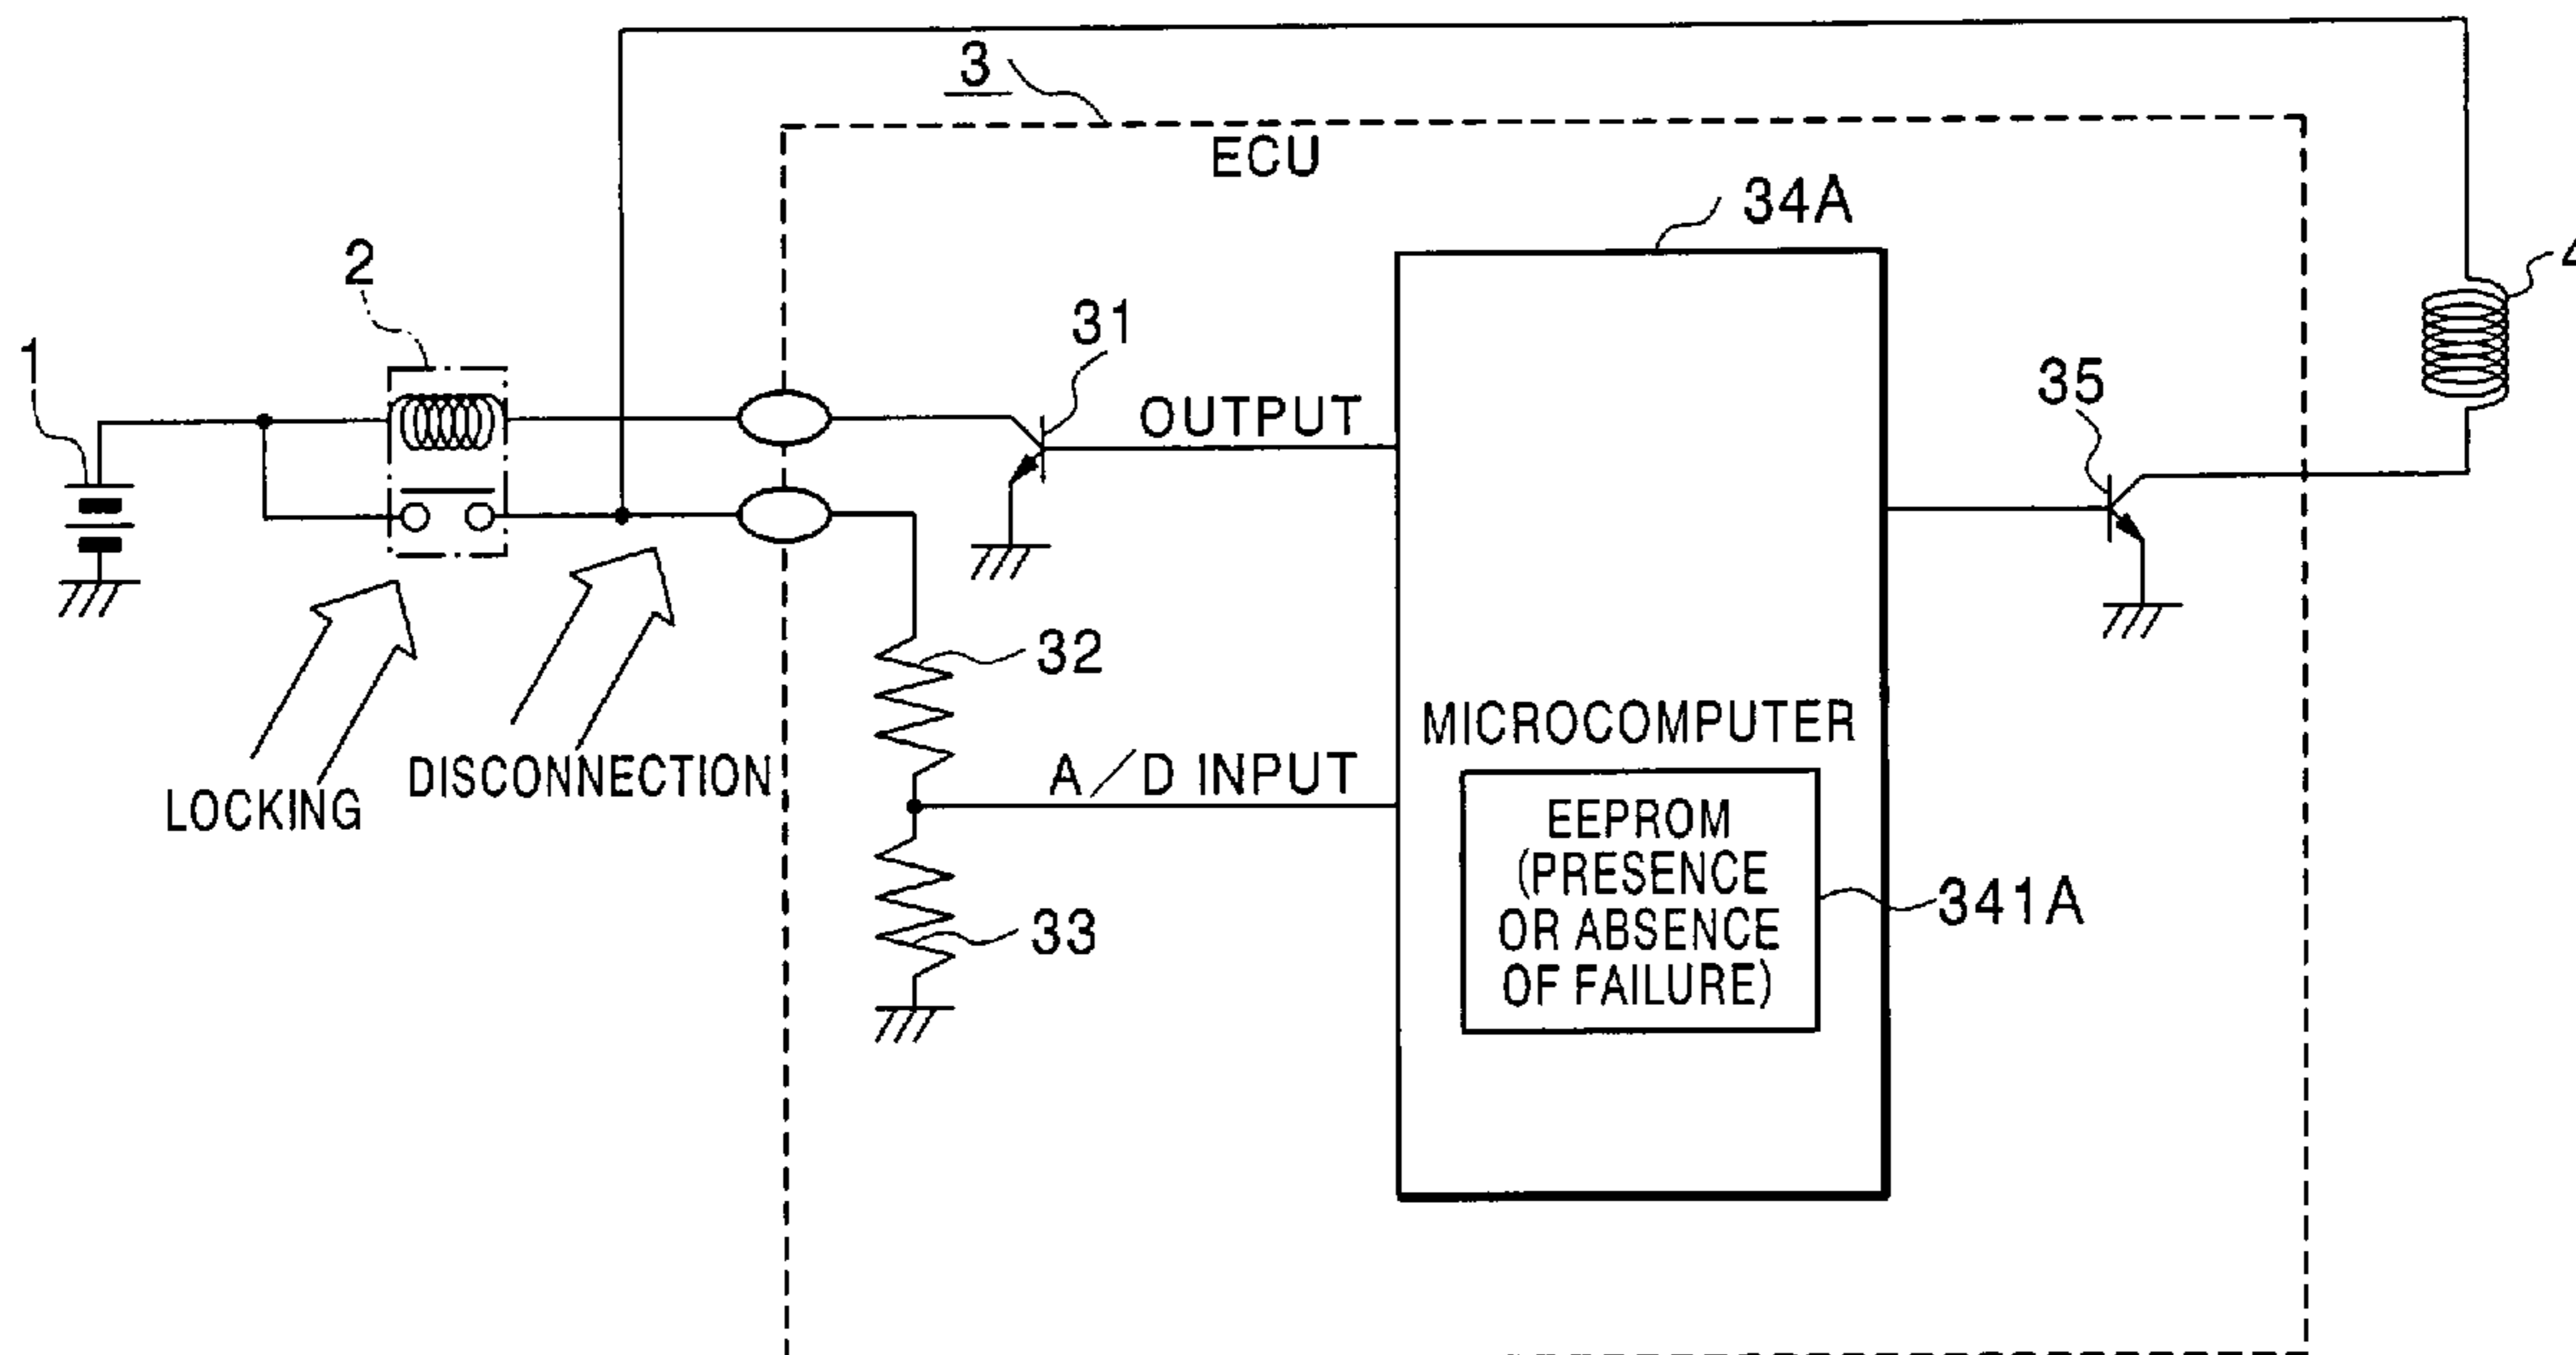 3
ECU
34A
4
2
31
1
35
OUTPUT
32
MICROCOMPUTER
A/D INPUT
DISCONNECTION
LOCKING
EEPROM
(PRESENCE
OR ABSENCE
OF FAILURE)
341A
33